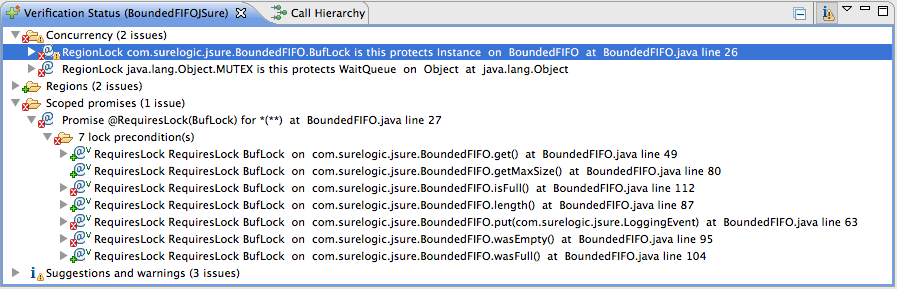 Verification Status (BoundedFIFOJSure) Call Hierarchy
Concurrency (2 issues)
RegionLock com.surelogic.jsure.BoundedFIFO.BufLock is this protects Instance on BoundedFIFO at BoundedFIFO.java line 26
RegionLock java.lang.Object.MUTEX is this protects WaitQueue on Object at java.lang.Object
Regions (2 issues)
Scoped promises (1 issue)
Promise @RequiresLock(BufLock) for *(**) at BoundedFIFO.java line 27
7 lock precondition(s)
RequiresLock RequiresLock BufLock on com.surelogic.jsure.BoundedFIFO.get() at BoundedFIFO.java line 49
RequiresLock RequiresLock BufLock on com.surelogic.jsure.BoundedFIFO.getMaxSize() at BoundedFIFO.java line 80
RequiresLock RequiresLock BufLock on com.surelogic.jsure.BoundedFIFO.isFull() at BoundedFIFO.java line 112
RequiresLock RequiresLock BufLock on com.surelogic.jsure.BoundedFIFO.length() at BoundedFIFO.java line 87
RequiresLock RequiresLock BufLock on com.surelogic.jsure.BoundedFIFO.put(com.surelogic.jsure.LoggingEvent) at BoundedFIFO.java line 63
RequiresLock RequiresLock BufLock on com.surelogic.jsure.BoundedFIFO.wasEmpty() at BoundedFIFO.java line 95
RequiresLock RequiresLock BufLock on com.surelogic.jsure.BoundedFIFO.wasFull() at BoundedFIFO.java line 104
Suggestions and warnings (3 issues)